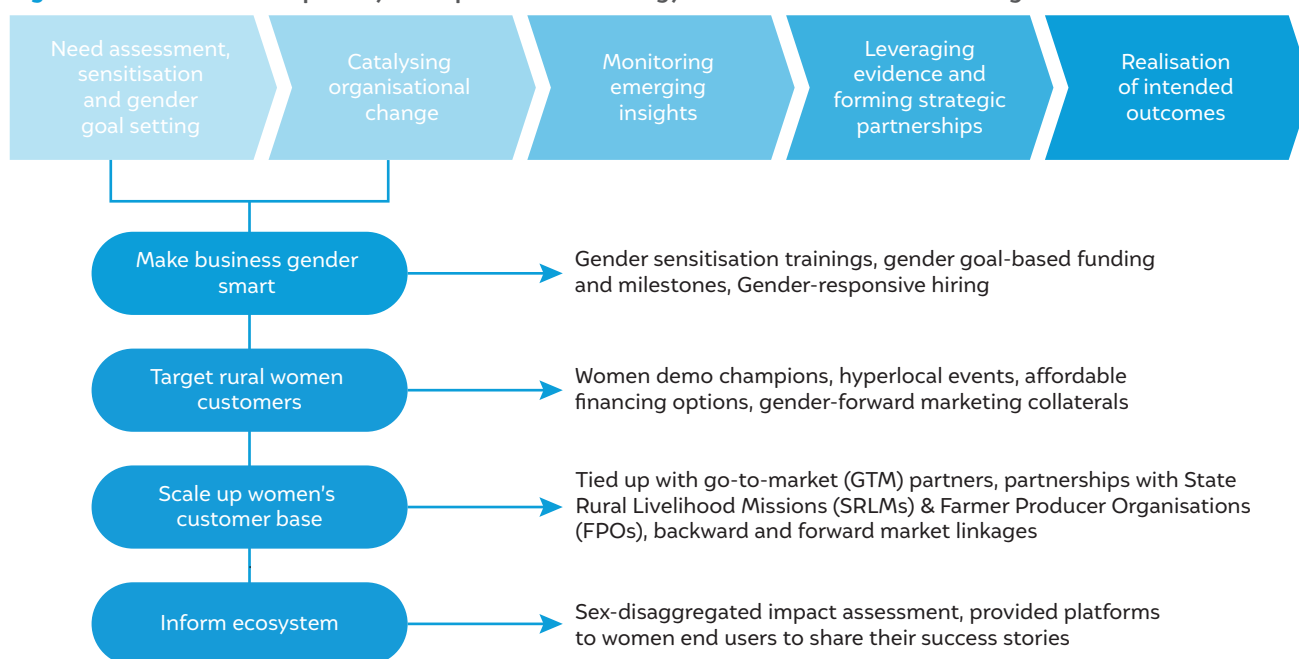 Need assessment,
sensitisation
and gender
goal setting
Catalysing
organisational
change
Monitoring
emerging
insights
Leveraging
evidence and
forming strategic
partnerships
Realisation
of intended
outcomes
Make business gender
smart
Gender sensitisation trainings, gender goal-based funding
and milestones, Gender-responsive hiring
Target rural women
customers
Women demo champions, hyperlocal events, affordable
financing options, gender-forward marketing collaterals
Scale up women's
customer base
Tied up with go-to-market (GTM) partners, partnerships with State
Rural Livelihood Missions (SRLMs) & Farmer Producer Organisations
(FPOs), backward and forward market linkages
Inform ecosystem
Sex-disaggregated impact assessment, provided platforms
to women end users to share their success stories